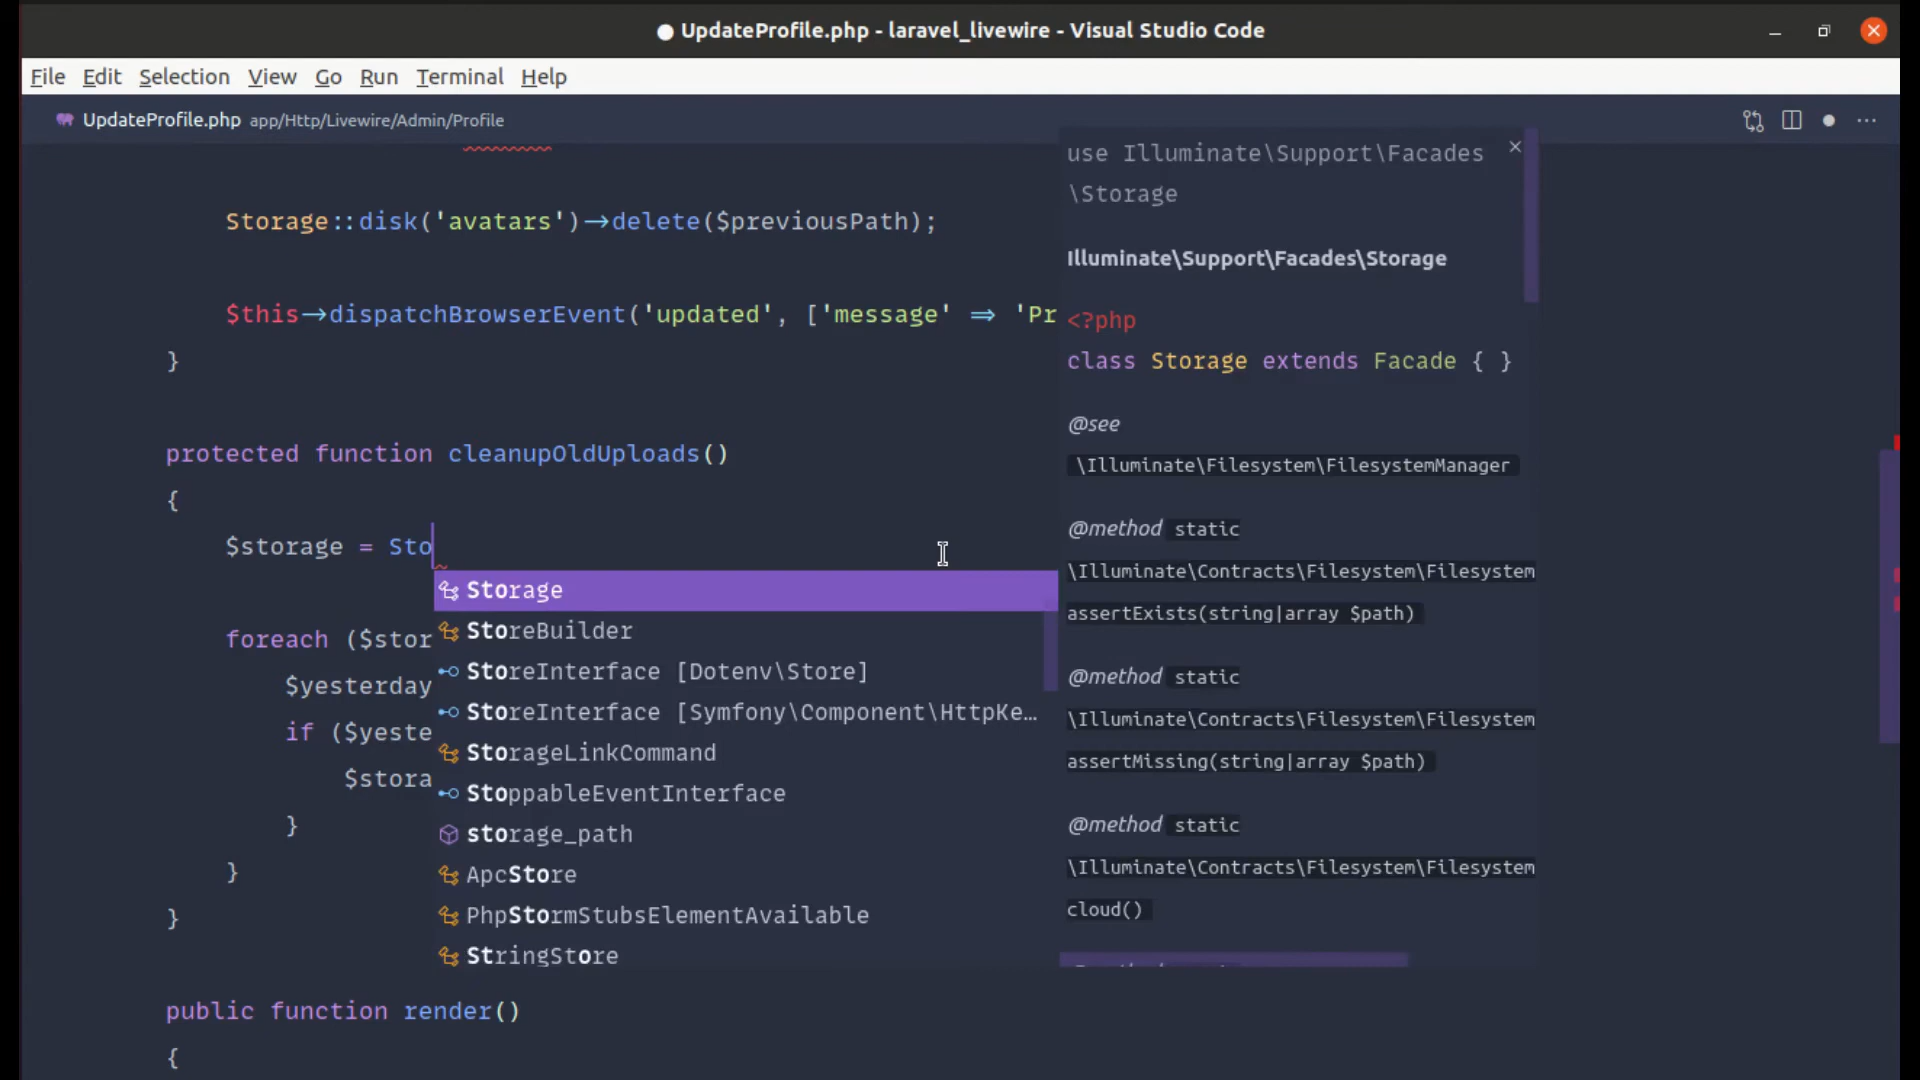 UpdateProfile.php - laravel_livewire - Visual Studio Code
File Edit Selection View Go Run Terminal Help
UpdateProfile.php app/Http/Livewire/Admin/Profile
Storage::disk('avatars')->delete($previousPath);
$this->dispatchBrowserEvent('updated', ['message' => 'Pr
}
protected function cleanupOldUploads()
{
$storage = Sto
foreach ($stor
$yesterday
if ($yeste
$stora
}
}
}
public function render()
{
Storage
StoreBuilder
StoreInterface [Dotenv\Store]
StoreInterface [Symfony\Component\HttpKe…
StorageLinkCommand
StoppableEventInterface
storage_path
ApcStore
PhpStormStubsElementAvailable
StringStore
use Illuminate\Support\Facades
\Storage
Illuminate\Support\Facades\Storage
<?php
class Storage extends Facade { }
@see
\Illuminate\Filesystem\FilesystemManager
@method static
\Illuminate\Contracts\Filesystem\Filesystem
assertExists(string|array $path)
@method static
\Illuminate\Contracts\Filesystem\Filesystem
assertMissing(string|array $path)
@method static
\Illuminate\Contracts\Filesystem\Filesystem
cloud()